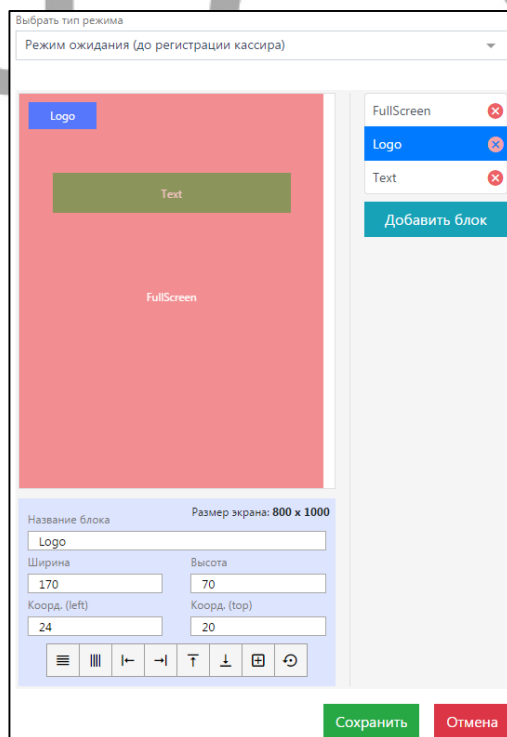 Выбрать тип режима
Режим ожидания (до регистрации кассира)
Logo
Text
FullScreen
FullScreen
Logo
Text
Добавить блок
Размер экрана: 800 x 1000
Название блока
Logo
Ширина Высота
170 70
Коорд. (left) Коорд. (top)
24 20
Сохранить Отмена